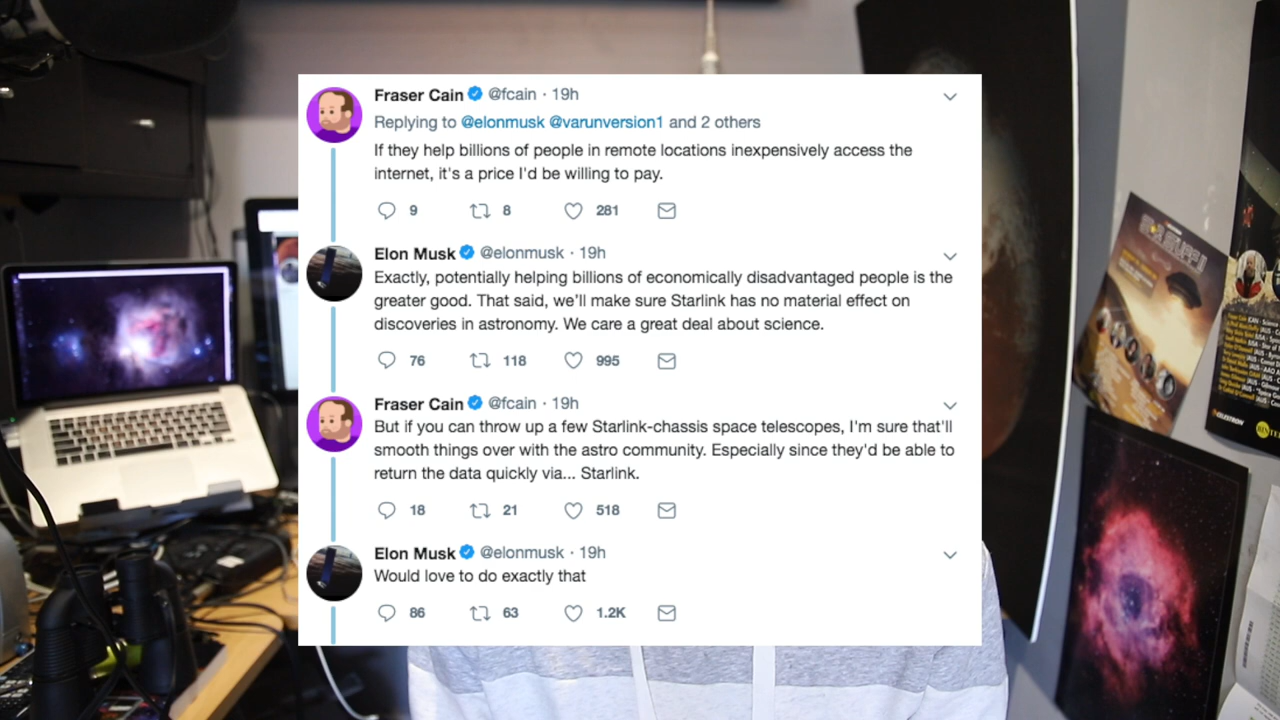 Fraser Cain @fcain · 19h
Replying to @elonmusk @varunversion1 and 2 others
If they help billions of people in remote locations inexpensively access the
internet, it's a price I'd be willing to pay.
9 8 281
Elon Musk @elonmusk · 19h
Exactly, potentially helping billions of economically disadvantaged people is the
greater good. That said, we'll make sure Starlink has no material effect on
discoveries in astronomy. We care a great deal about science.
76 118 995
Fraser Cain @fcain · 19h
But if you can throw up a few Starlink-chassis space telescopes, I'm sure that'll
smooth things over with the astro community. Especially since they'd be able to
return the data quickly via... Starlink.
18 21 518
Elon Musk @elonmusk · 19h
Would love to do exactly that
86 63 1.2K
CELESTRON